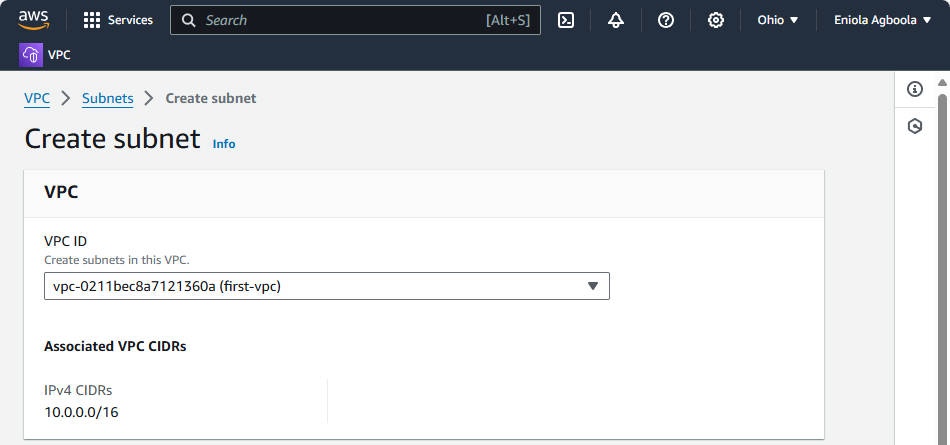 aws Services Search [Alt+S] Ohio Eniola Agboola
VPC
VPC Subnets Create subnet
Create subnet Info
VPC
VPC ID
Create subnets in this VPC.
vpc-0211bec8a7121360a (first-vpc)
Associated VPC CIDRs
IPv4 CIDRs
10.0.0.0/16